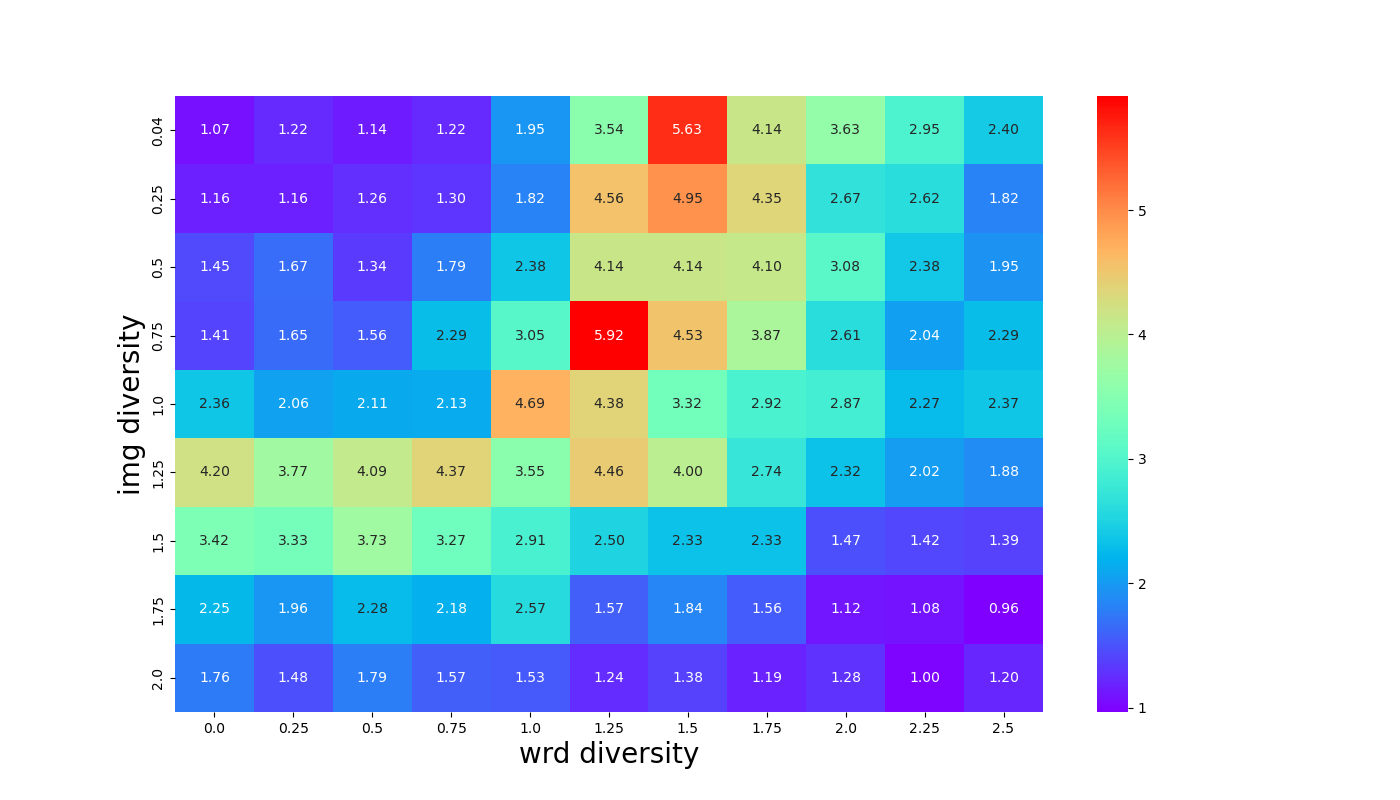 0.04 1.07 1.22 1.14 1.22 1.95 3.54 5.63 4.14 3.63 2.95 2.40
0.25 1.16 1.16 1.26 1.30 1.82 4.56 4.95 4.35 2.67 2.62 1.82
0.5 1.45 1.67 1.34 1.79 2.38 4.14 4.14 4.10 3.08 2.38 1.95
0.75 1.41 1.65 1.56 2.29 3.05 5.92 4.53 3.87 2.61 2.04 2.29
1.0 2.36 2.06 2.11 2.13 4.69 4.38 3.32 2.92 2.87 2.27 2.37
1.25 4.20 3.77 4.09 4.37 3.55 4.46 4.00 2.74 2.32 2.02 1.88
1.5 3.42 3.33 3.73 3.27 2.91 2.50 2.33 2.33 1.47 1.42 1.39
1.75 2.25 1.96 2.28 2.18 2.57 1.57 1.84 1.56 1.12 1.08 0.96
2.0 1.76 1.48 1.79 1.57 1.53 1.24 1.38 1.19 1.28 1.00 1.20
0.0 0.25 0.5 0.75 1.0 1.25 1.5 1.75 2.0 2.25 2.5
wrd diversity
img diversity
5
4
3
2
1